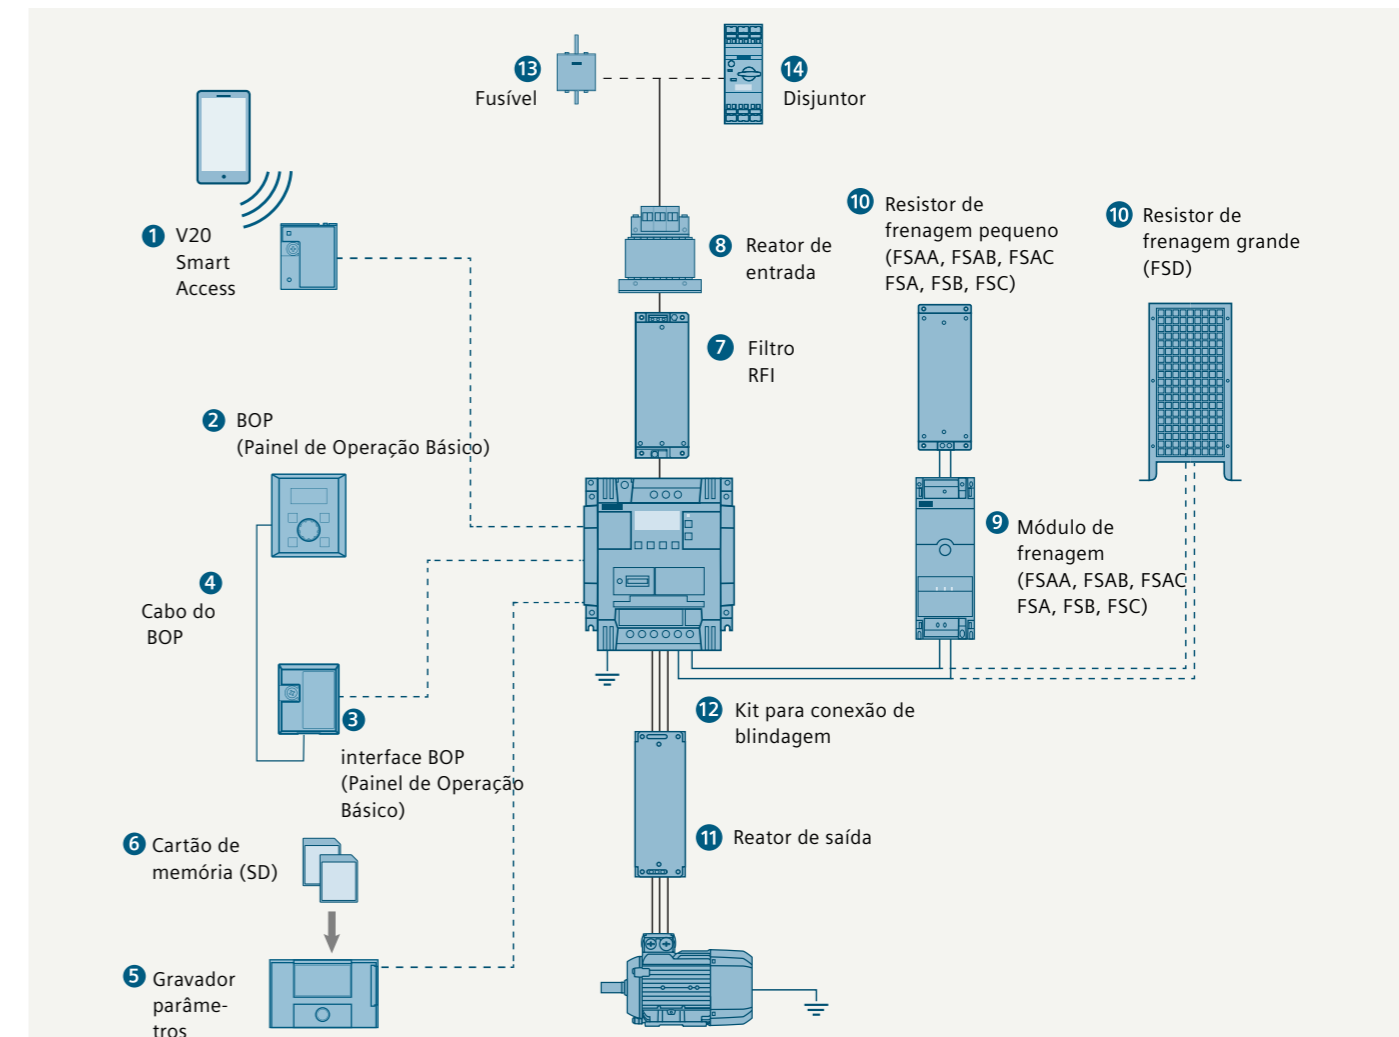 13
Fusível
14
Disjuntor
1 V20
Smart
Access
8 Reator de
entrada
10 Resistor de
frenagem pequeno
(FSAA, FSAB, FSAC
FSA, FSB, FSC)
10 Resistor de
frenagem grande
(FSD)
7 Filtro
RFI
2 BOP
(Painel de Operação Básico)
9 Módulo de
frenagem
(FSAA, FSAB, FSAC
FSA, FSB, FSC)
4
Cabo do
BOP
3
interface BOP
(Painel de Operação
Básico)
12 Kit para conexão de
blindagem
11 Reator de saída
6 Cartão de
memória (SD)
5 Gravador
parâme-
tros